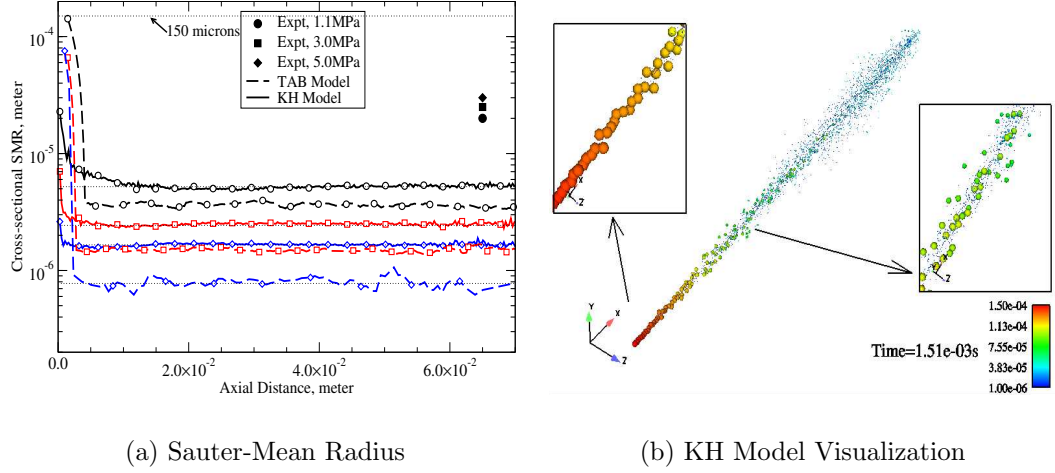 150 microns
Expt, 1.1MPa
Expt, 3.0MPa
Expt, 5.0MPa
TAB Model
KH Model
10⁻⁴
10⁻⁵
10⁻⁶
Cross-sectional SMR, meter
0.0
2.0×10⁻²
4.0×10⁻²
6.0×10⁻²
Axial Distance, meter
X
Z
Y
X
Z
X
Z
Time=1.51e-03s
1.50e-04
1.13e-04
7.55e-05
3.83e-05
1.00e-06
(a) Sauter-Mean Radius
(b) KH Model Visualization